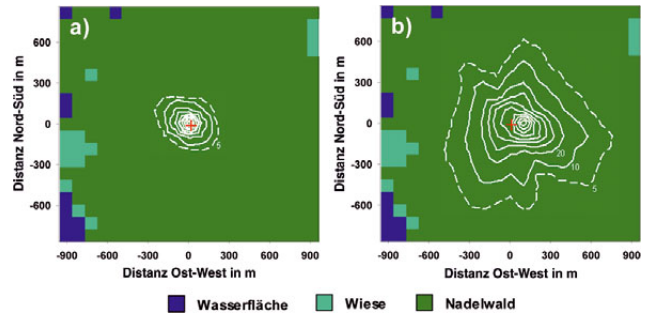 a)
b)
Distanz Nord-Süd in m
600
300
0
-300
-600
5
-900 -600 -300 0 300 600 900
Distanz Ost-West in m
Distanz Nord-Süd in m
600
300
0
-300
-600
20
10
5
-900 -600 -300 0 300 600 900
Distanz Ost-West in m
Wasserfläche Wiese Nadelwald